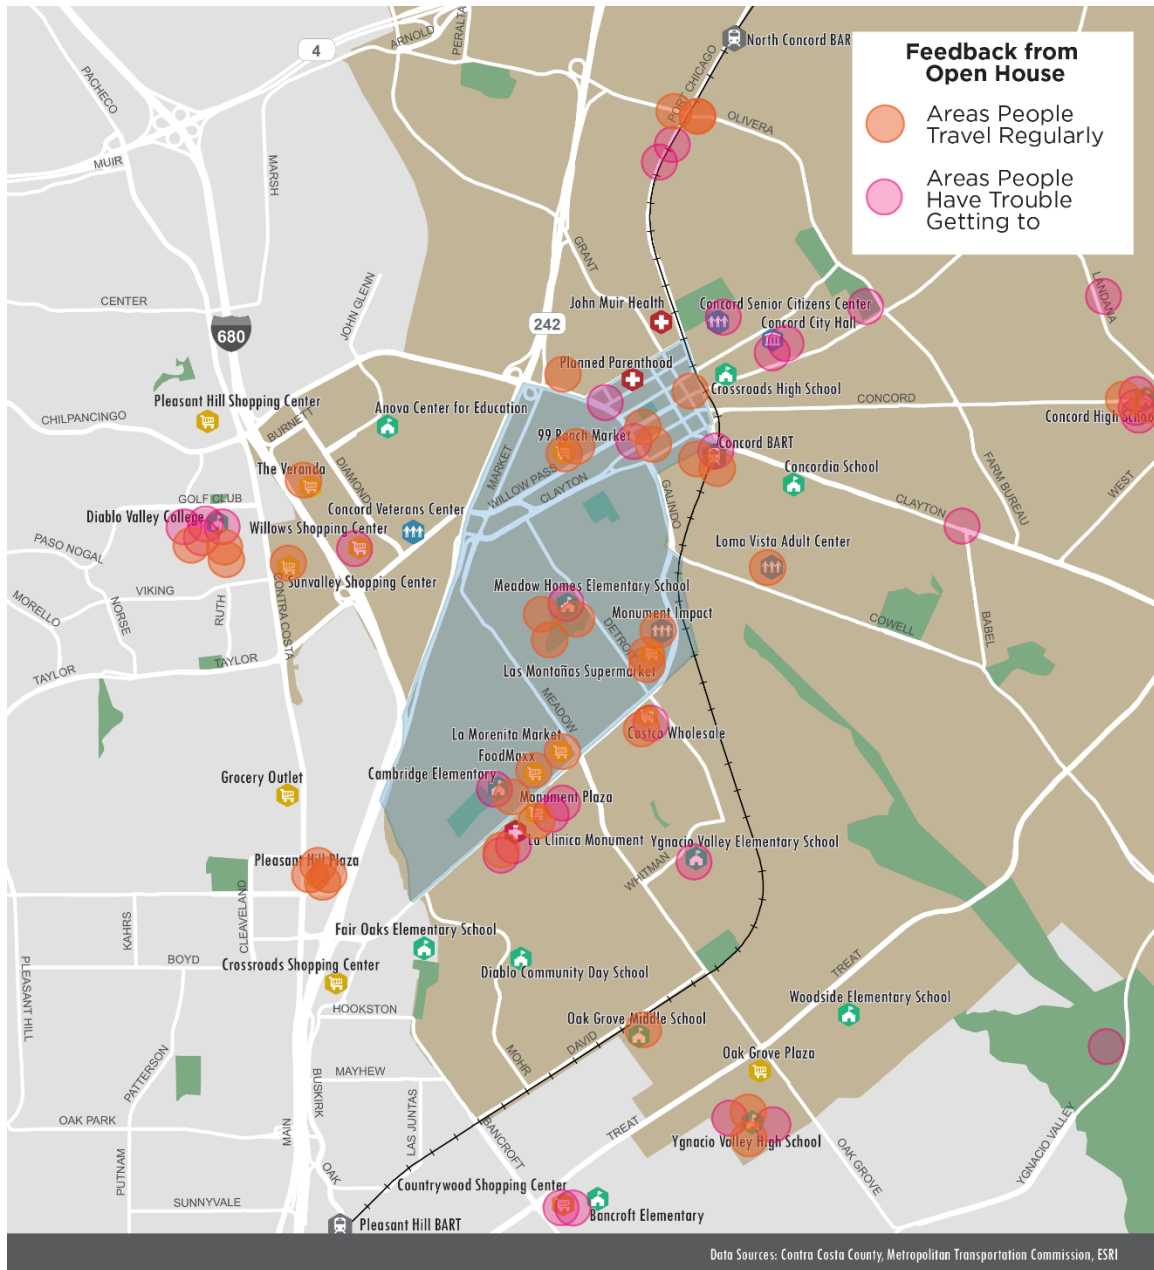 Feedback from
Open House
Areas People
Travel Regularly
Areas People
Have Trouble
Getting to
4
ARNOLD
PERALTA
North Concord BART
PACHECO
PORT CHICAGO
OLIVERA
MUIR
MARSH
GRANT
CENTER
JOHN GLENN
LANDANA
680
242
John Muir Health
Concord Senior Citizens Center
Concord City Hall
Planned Parenthood
Crossroads High School
Pleasant Hill Shopping Center
Anova Center for Education
CONCORD
CHILPANCINGO
BURNETT
Concord High School
MARKET
99 Ranch Market
Concord BART
The Veranda
DIAMOND
WILLOW PASS
CLAYTON
Concordia School
FARM BUREAU
WEST
GOLF CLUB
GALINDO
CLAYTON
Diablo Valley College
Concord Veterans Center
Willows Shopping Center
PASO NOGAL
Loma Vista Adult Center
Sunvalley Shopping Center
VIKING
CONTRA COSTA
Meadow Homes Elementary School
MORELLO
NORSE
RUTH
Monument Impact
COWELL
BABEL
DETROIT
TAYLOR
TAYLOR
Las Montañas Supermarket
MEADOW
La Morenita Market
Costco Wholesale
FoodMaxx
Cambridge Elementary
Grocery Outlet
Monument Plaza
La Clinica Monument
Ygnacio Valley Elementary School
Pleasant Hill Plaza
WHITMAN
CLEAVELAND
KAHRS
Fair Oaks Elementary School
BOYD
Crossroads Shopping Center
Diablo Community Day School
TREAT
PLEASANT HILL
HOOKSTON
Woodside Elementary School
Oak Grove Middle School
DAVID
MOHR
Oak Grove Plaza
PATTERSON
MAYHEW
BUSKIRK
OAK PARK
MAIN
LAS JUNTAS
BANCROFT
TREAT
Ygnacio Valley High School
OAK GROVE
YGNACIO VALLEY
PUTNAM
OAK
Countrywood Shopping Center
SUNNYVALE
Bancroft Elementary
Pleasant Hill BART
Data Sources: Contra Costa County, Metropolitan Transportation Commission, ESRI